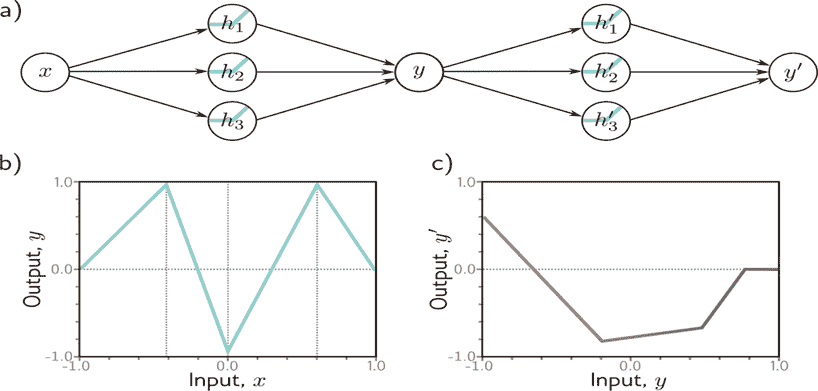 a)
x h₁ h₂ h₃ y h′₁ h′₂ h′₃ y′
b)
1.0
0.0
-1.0
Output, y
-1.0 0.0 1.0
Input, x
c)
1.0
0.0
-1.0
Output, y′
-1.0 0.0 1.0
Input, y